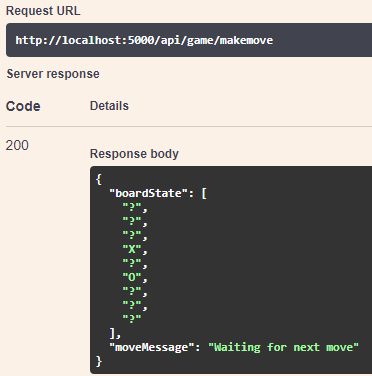 Request URL
http://localhost:5000/api/game/makemove
Server response
Code Details
200
Response body
{
"boardState": [
"?",
"?",
"?",
"X",
"?",
"O",
"?",
"?",
"?"
],
"moveMessage": "Waiting for next move"
}